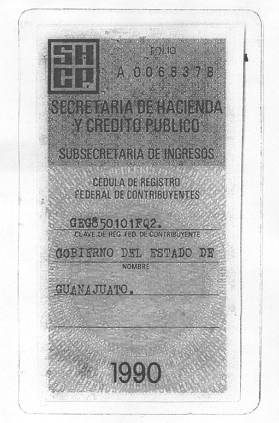 SHCP
FOLIO
A 0068378
SECRETARIA DE HACIENDA
Y CREDITO PUBLICO
SUBSECRETARIA DE INGRESOS
CÉDULA DE REGISTRO
FEDERAL DE CONTRIBUYENTES
GEG850101FQ2.
CLAVE DE REG. FED. DE CONTRIBUYENTE
GOBIERNO DEL ESTADO DE
NOMBRE
GUANAJUATO.
1990